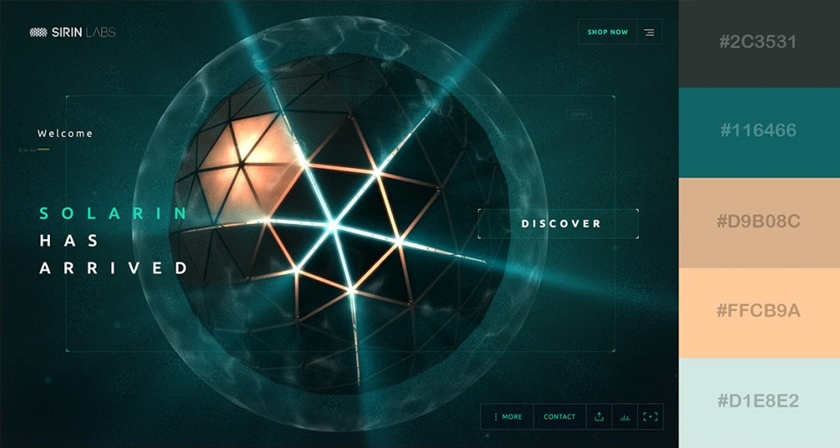 SIRIN LABS
SHOP NOW
Welcome
SOLARIN
HAS
ARRIVED
DISCOVER
MORE
CONTACT
#2C3531
#116466
#D9B08C
#FFCB9A
#D1E8E2